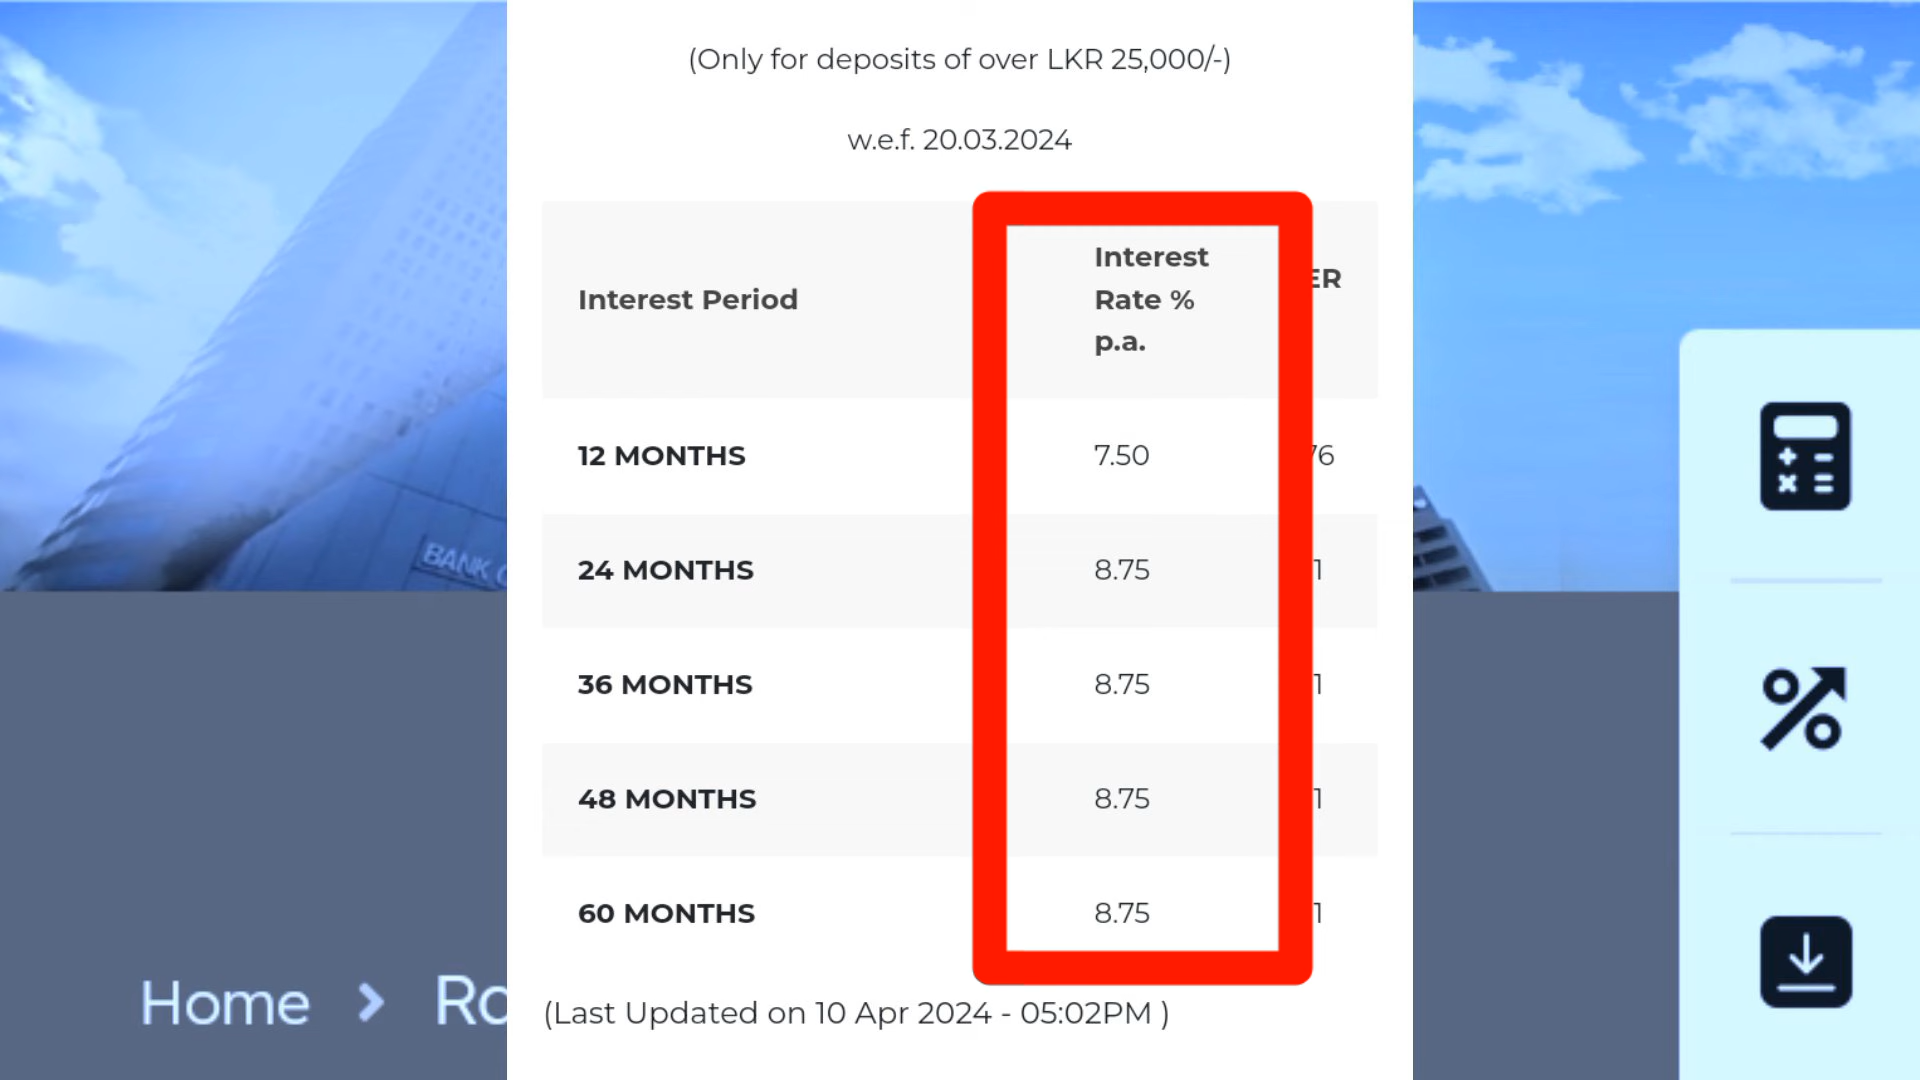 (Only for deposits of over LKR 25,000/-)
w.e.f. 20.03.2024
Interest Period
Interest
Rate %
p.a.
12 MONTHS 7.50
24 MONTHS 8.75
36 MONTHS 8.75
48 MONTHS 8.75
60 MONTHS 8.75
(Last Updated on 10 Apr 2024 - 05:02PM )
BANK
Home >